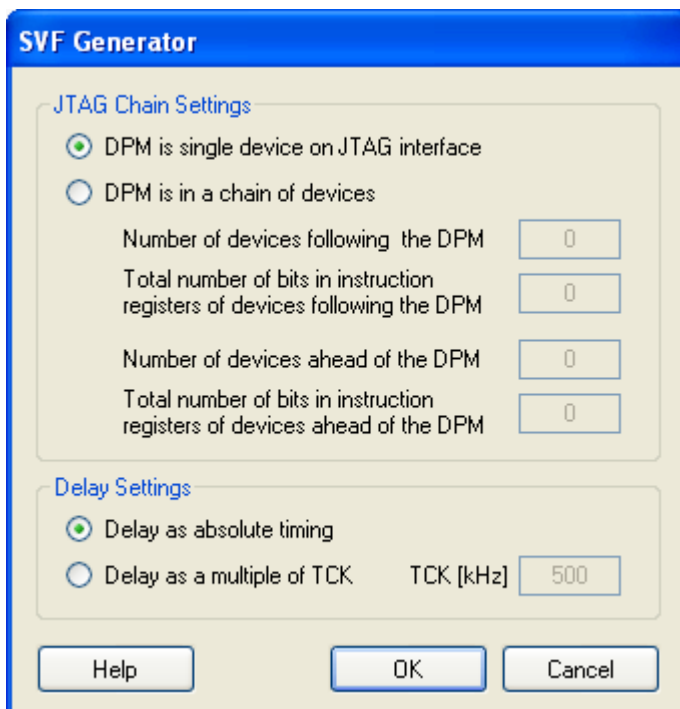 SVF Generator
JTAG Chain Settings
DPM is single device on JTAG interface
DPM is in a chain of devices
Number of devices following the DPM 0
Total number of bits in instruction
registers of devices following the DPM 0
Number of devices ahead of the DPM 0
Total number of bits in instruction
registers of devices ahead of the DPM 0
Delay Settings
Delay as absolute timing
Delay as a multiple of TCK TCK [kHz] 500
Help OK Cancel